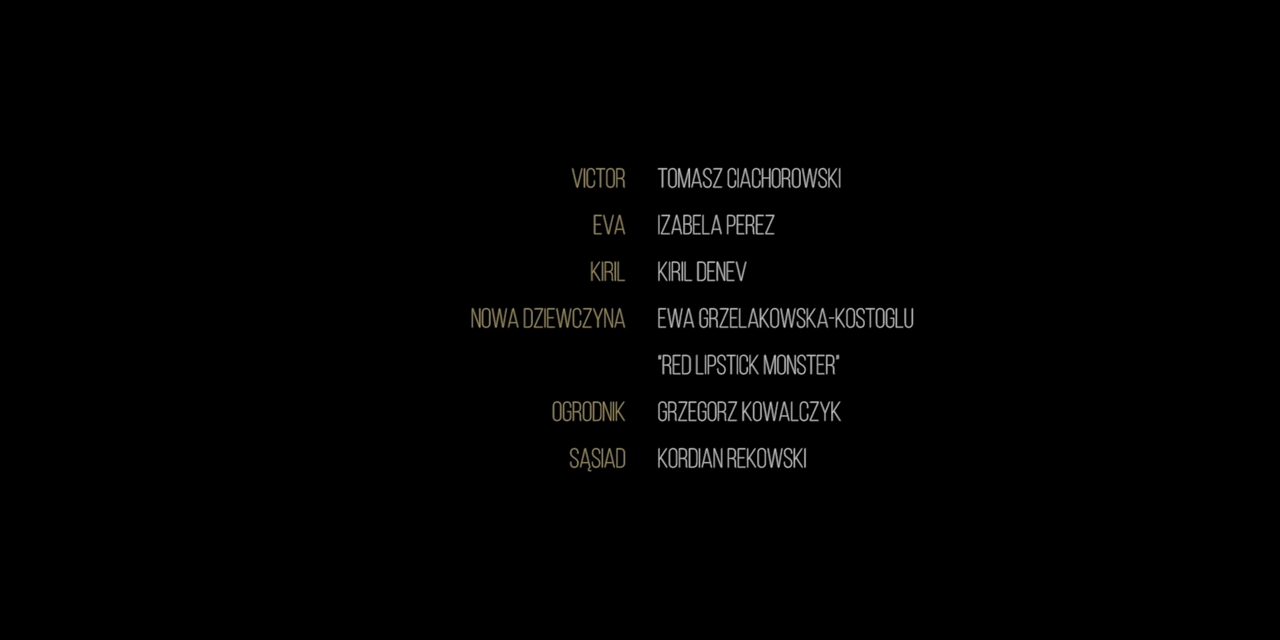 VICTOR TOMASZ CIACHOROWSKI
EVA IZABELA PEREZ
KIRIL KIRIL DENEV
NOWA DZIEWCZYNA EWA GRZELAKOWSKA-KOSTOGLU
"RED LIPSTICK MONSTER"
OGRODNIK GRZEGORZ KOWALCZYK
SĄSIAD KORDIAN REKOWSKI